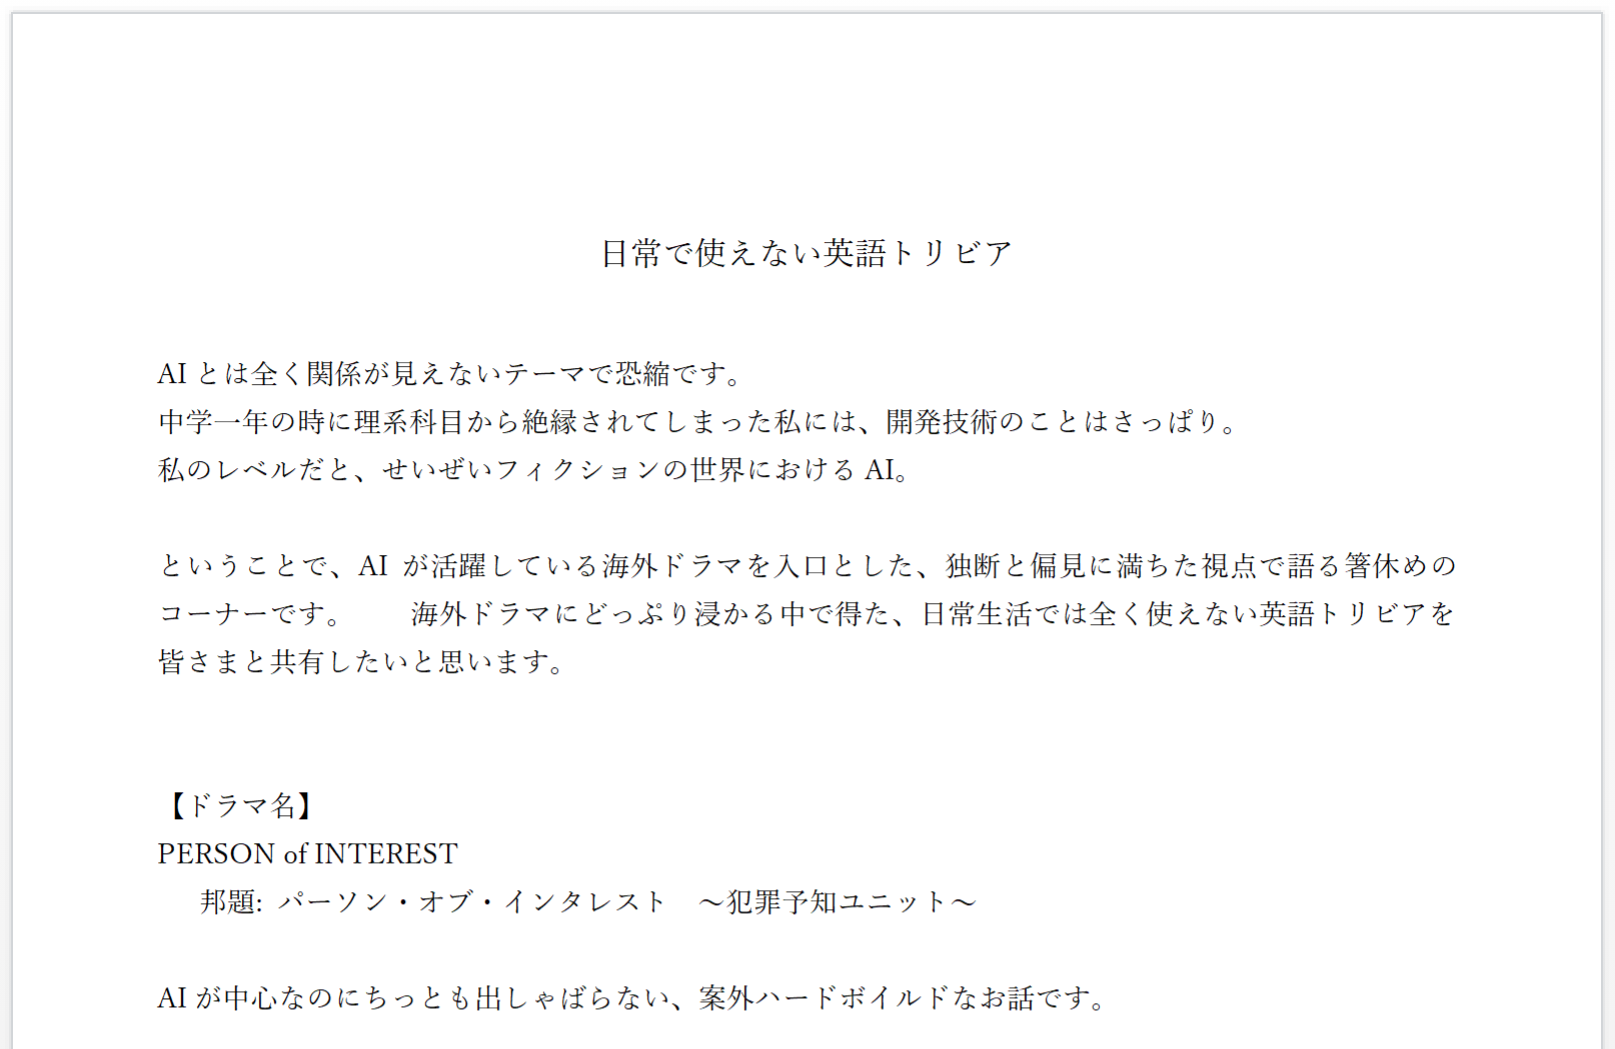 日常で使えない英語トリビア
AI とは全く関係が見えないテーマで恐縮です。
中学一年の時に理系科目から絶縁されてしまった私には、開発技術のことはさっぱり。
私のレベルだと、せいぜいフィクションの世界における AI。
ということで、AI が活躍している海外ドラマを入口とした、独断と偏見に満ちた視点で語る箸休めの
コーナーです。　　海外ドラマにどっぷり浸かる中で得た、日常生活では全く使えない英語トリビアを
皆さまと共有したいと思います。
【ドラマ名】
PERSON of INTEREST
邦題: パーソン・オブ・インタレスト　～犯罪予知ユニット～
AI が中心なのにちっとも出しゃばらない、案外ハードボイルドなお話です。